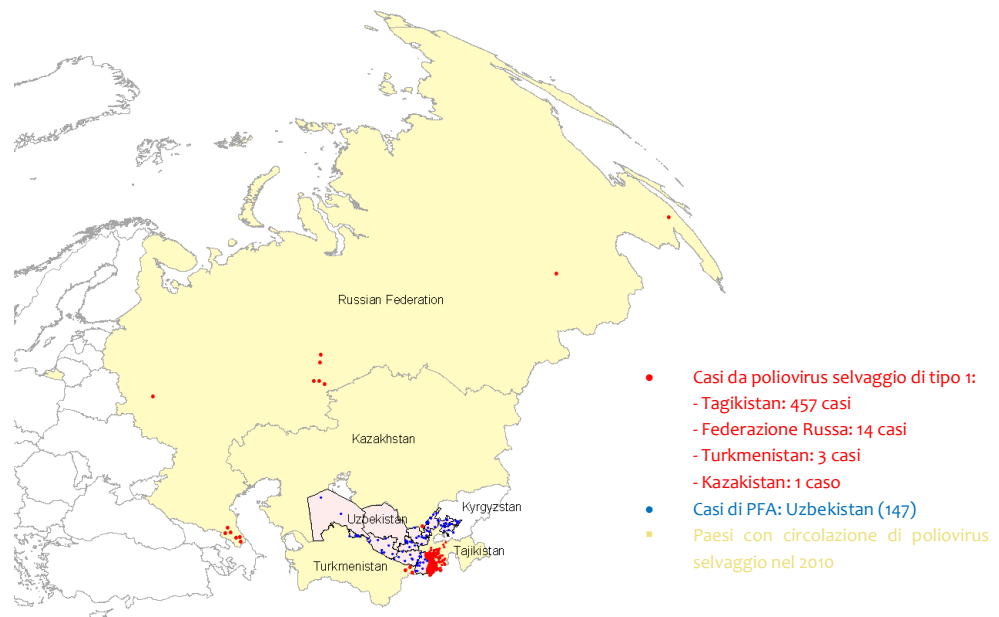 Russian Federation
Kazakhstan
Kyrgyzstan
Uzbekistan
Tajikistan
Turkmenistan
• Casi da poliovirus selvaggio di tipo 1:
- Tagikistan: 457 casi
- Federazione Russa: 14 casi
- Turkmenistan: 3 casi
- Kazakistan: 1 caso
• Casi di PFA: Uzbekistan (147)
▪ Paesi con circolazione di poliovirus
selvaggio nel 2010